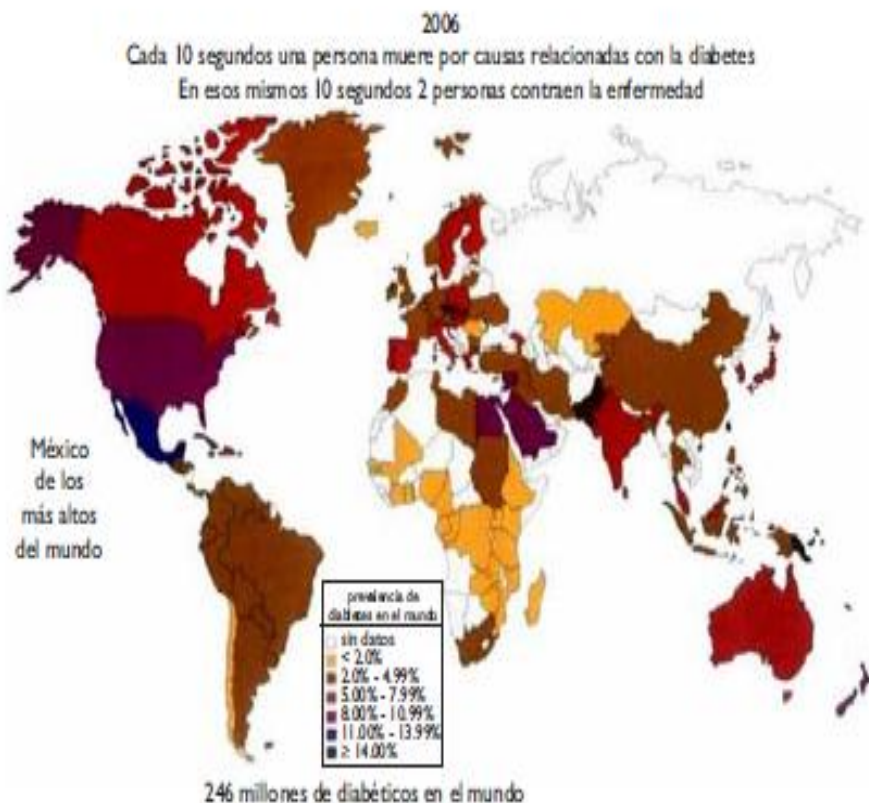 2006
Cada 10 segundos una persona muere por causas relacionadas con la diabetes
En esos mismos 10 segundos 2 personas contraen la enfermedad
México
de los
más altos
del mundo
prevalencia de
diabetes en el mundo
sin datos
< 2.0%
2.0% - 4.99%
5.00% - 7.99%
8.00% - 10.99%
11.00% - 13.99%
≥ 14.00%
246 millones de diabéticos en el mundo